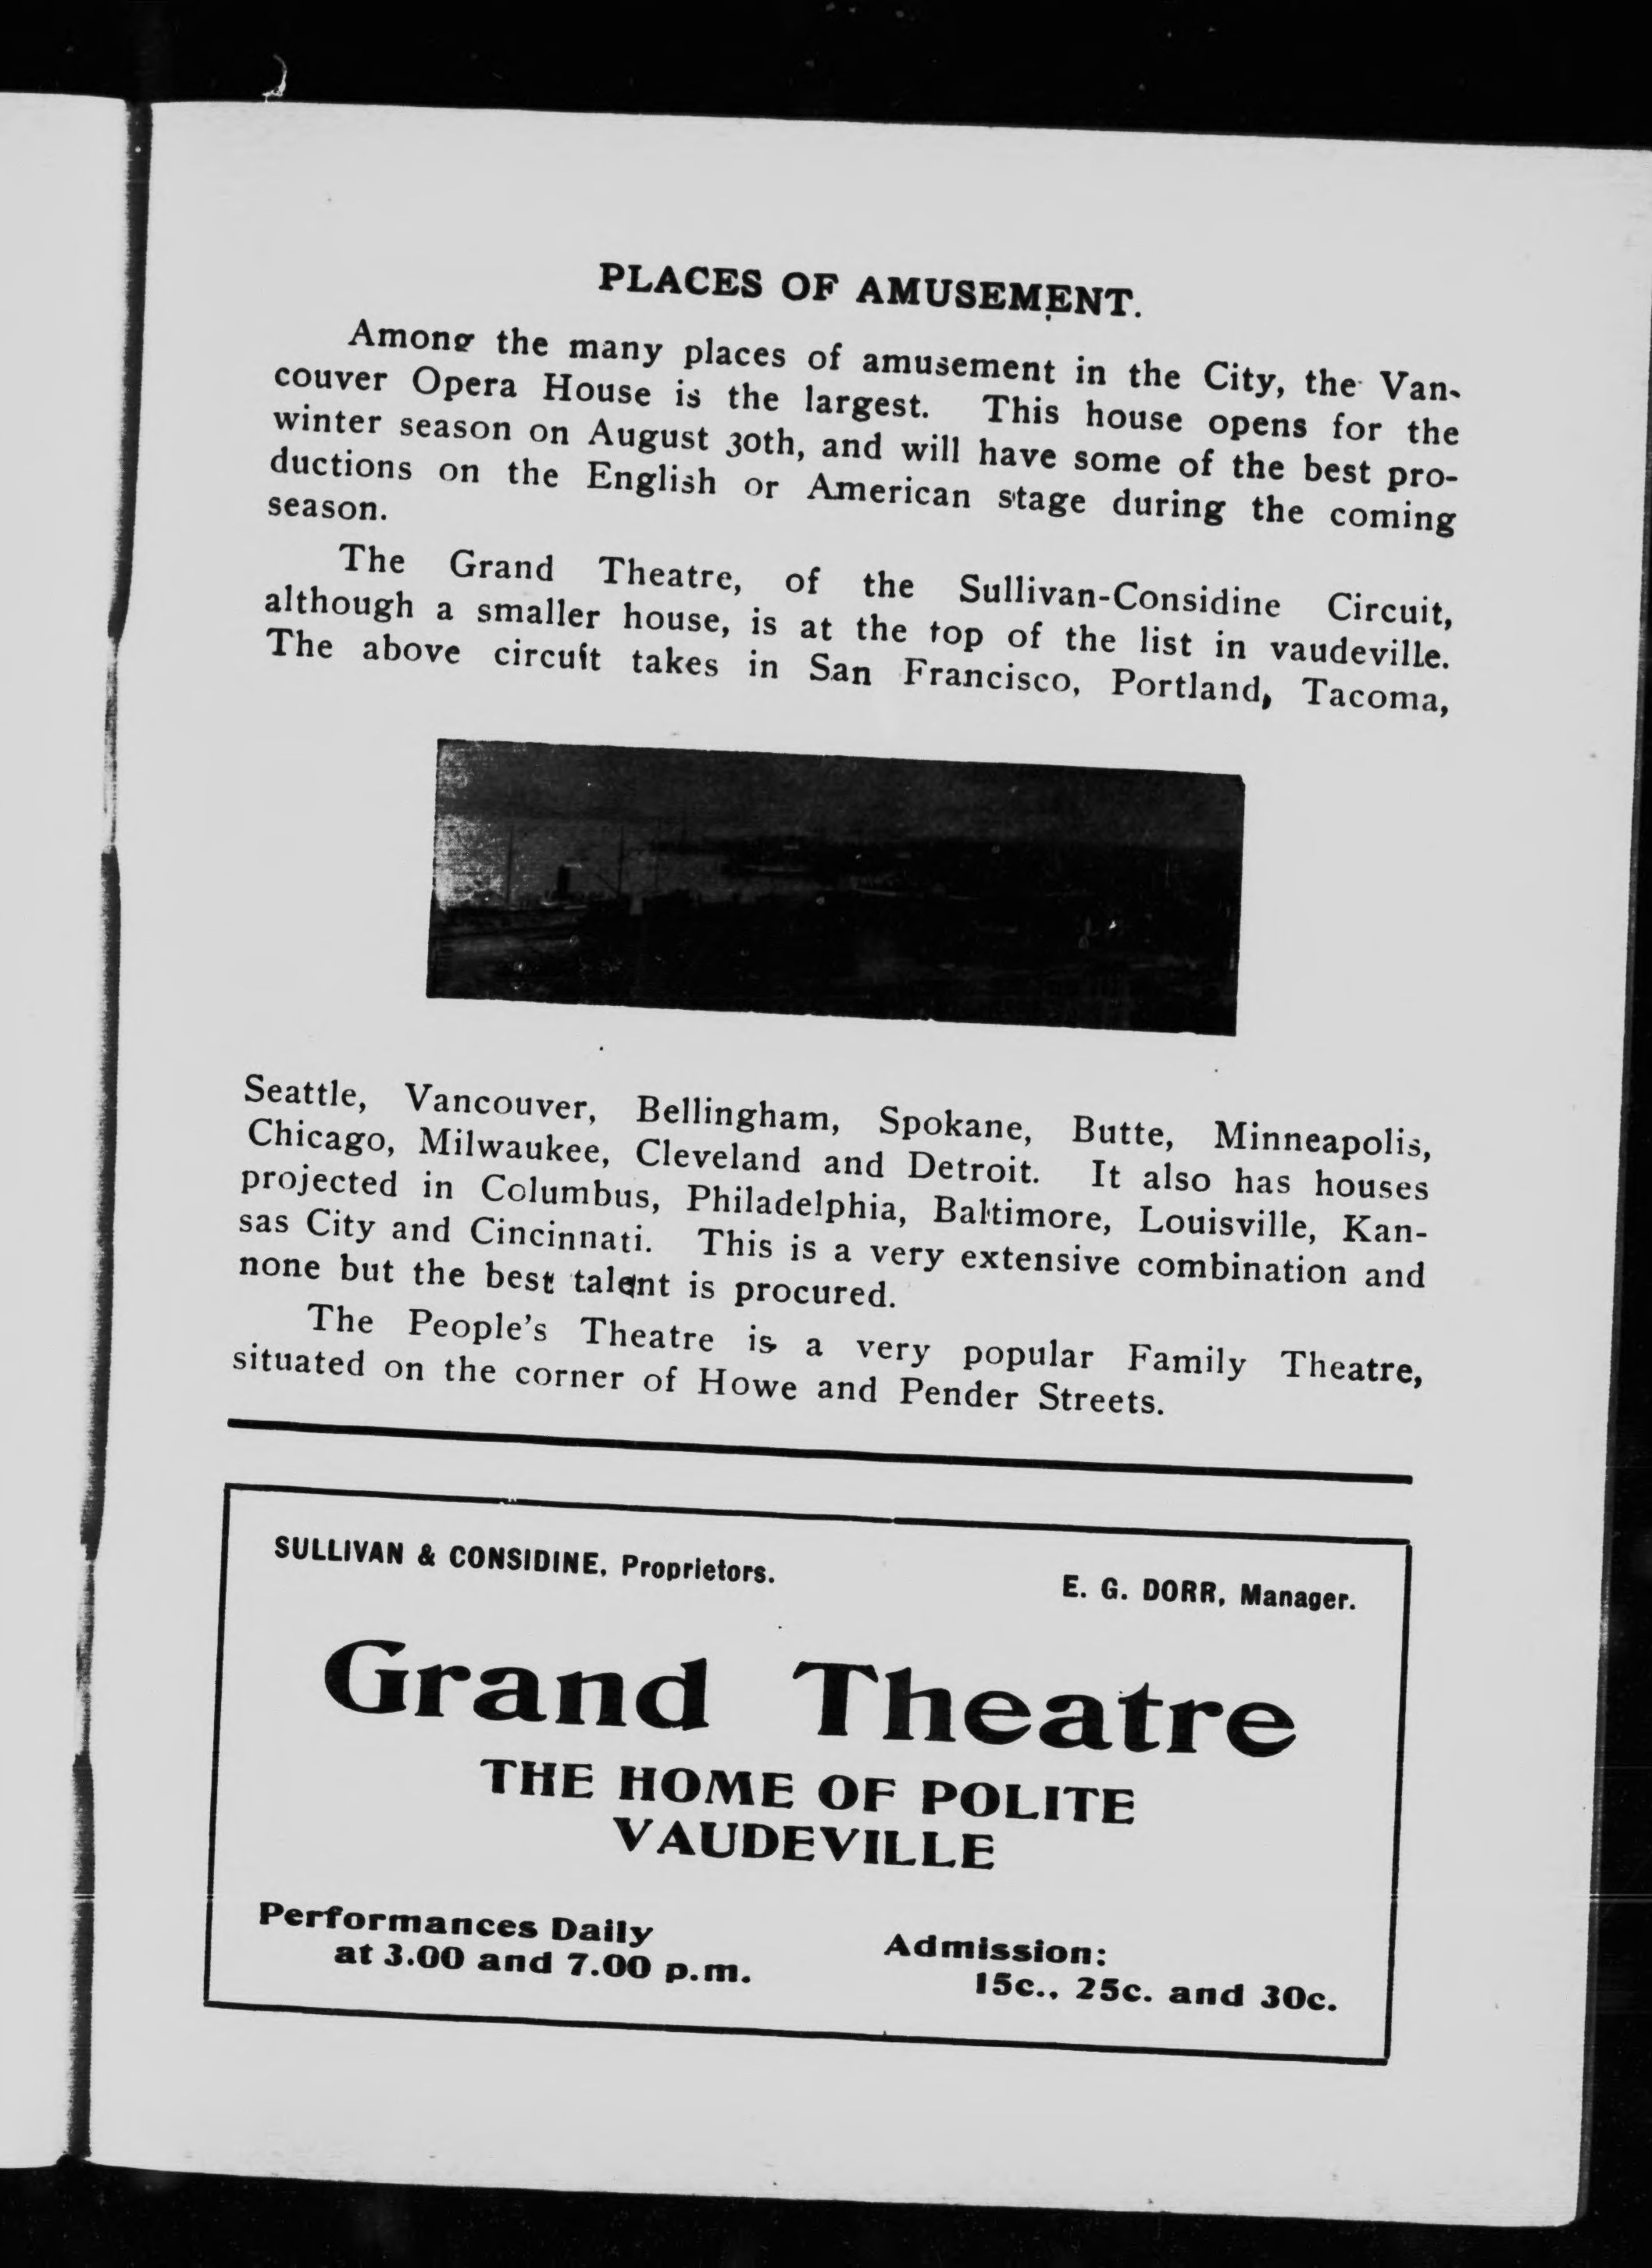 PLACES OF AMUSEMENT.
Among the many places of amusement in the City, the Van-
couver Opera House is the largest. This house opens for the
winter season on August 30th, and will have some of the best pro-
ductions on the English or American stage during the coming
season.
The Grand Theatre, of the Sullivan-Considine Circuit,
although a smaller house, is at the top of the list in vaudeville.
The above circuit takes in San Francisco, Portland, Tacoma,
Seattle, Vancouver, Bellingham, Spokane, Butte, Minneapolis,
Chicago, Milwaukee, Cleveland and Detroit. It also has houses
projected in Columbus, Philadelphia, Baltimore, Louisville, Kan-
sas City and Cincinnati. This is a very extensive combination and
none but the best talent is procured.
The People's Theatre is a very popular Family Theatre,
situated on the corner of Howe and Pender Streets.
SULLIVAN & CONSIDINE, Proprietors.
E. G. DORR, Manager.
Grand Theatre
THE HOME OF POLITE
VAUDEVILLE
Performances Daily
at 3.00 and 7.00 p.m.
Admission:
15c., 25c. and 30c.